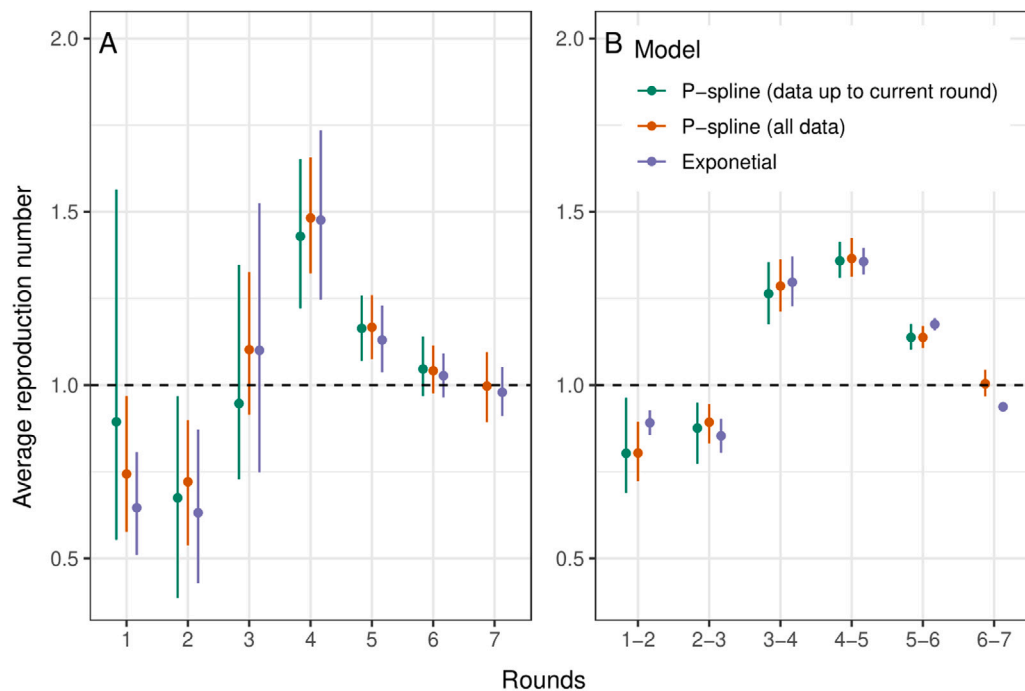 A
B
Model
P-spline (data up to current round)
P-spline (all data)
Exponetial
Average reproduction number
2.0
1.5
1.0
0.5
2.0
1.5
1.0
0.5
1 2 3 4 5 6 7
1-2 2-3 3-4 4-5 5-6 6-7
Rounds